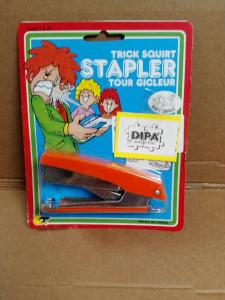 TRICK SQUIRT
STAPLER
TOUR GICLEUR
DIPA